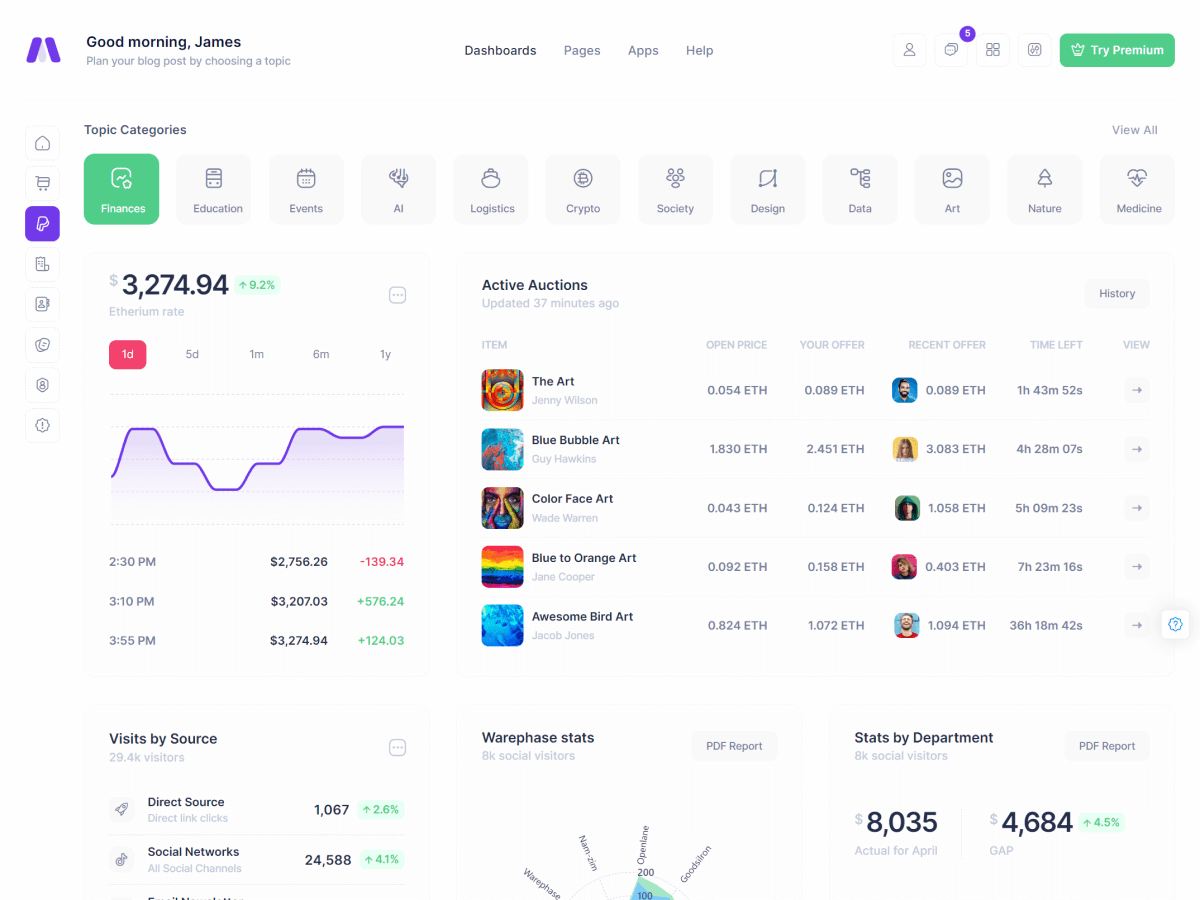 Good morning, James
Plan your blog post by choosing a topic
Dashboards Pages Apps Help
5
Try Premium
Topic Categories
View All
Finances Education Events AI Logistics Crypto Society Design Data Art Nature Medicine
$ 3,274.94 ↑ 9.2%
Etherium rate
1d 5d 1m 6m 1y
2:30 PM $2,756.26 -139.34
3:10 PM $3,207.03 +576.24
3:55 PM $3,274.94 +124.03
Active Auctions
Updated 37 minutes ago
History
ITEM OPEN PRICE YOUR OFFER RECENT OFFER TIME LEFT VIEW
The Art
Jenny Wilson
0.054 ETH 0.089 ETH 0.089 ETH 1h 43m 52s
Blue Bubble Art
Guy Hawkins
1.830 ETH 2.451 ETH 3.083 ETH 4h 28m 07s
Color Face Art
Wade Warren
0.043 ETH 0.124 ETH 1.058 ETH 5h 09m 23s
Blue to Orange Art
Jane Cooper
0.092 ETH 0.158 ETH 0.403 ETH 7h 23m 16s
Awesome Bird Art
Jacob Jones
0.824 ETH 1.072 ETH 1.094 ETH 36h 18m 42s
Visits by Source
29.4k visitors
Direct Source
Direct link clicks
1,067 ↑ 2.6%
Social Networks
All Social Channels
24,588 ↑ 4.1%
Warephase stats
8k social visitors
PDF Report
Warephase
Nam-zim
Openlane
Goodsilron
200
100
Stats by Department
8k social visitors
PDF Report
$ 8,035
Actual for April
$ 4,684 ↑ 4.5%
GAP